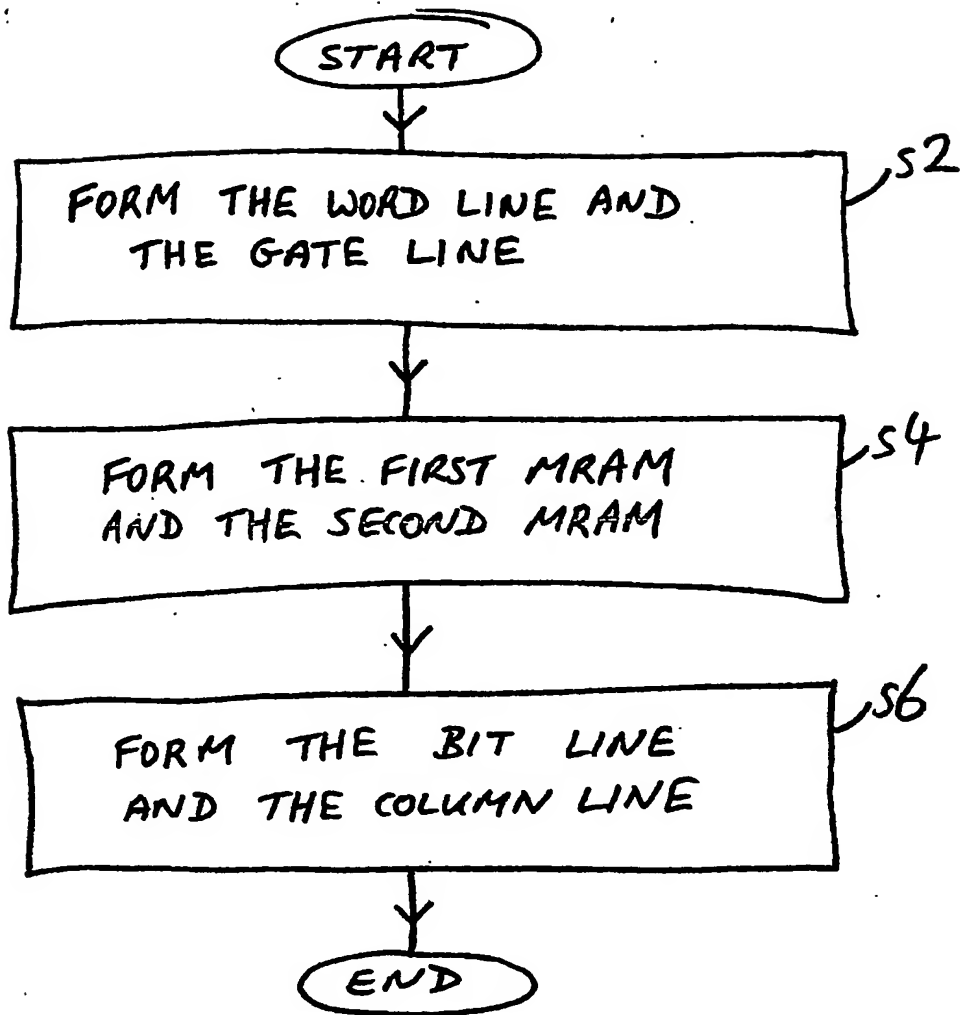 START
FORM THE WORD LINE AND
THE GATE LINE
S2
FORM THE FIRST MRAM
AND THE SECOND MRAM
S4
FORM THE BIT LINE
AND THE COLUMN LINE
S6
END